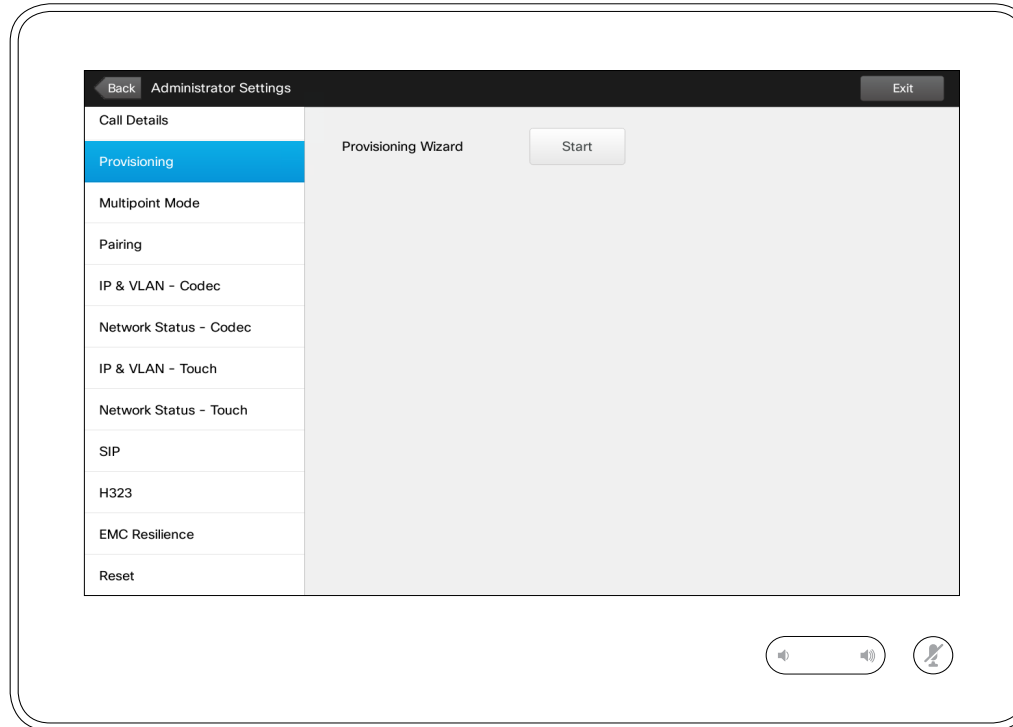 Back Administrator Settings Exit
Call Details
Provisioning
Provisioning Wizard Start
Multipoint Mode
Pairing
IP & VLAN - Codec
Network Status - Codec
IP & VLAN - Touch
Network Status - Touch
SIP
H323
EMC Resilience
Reset